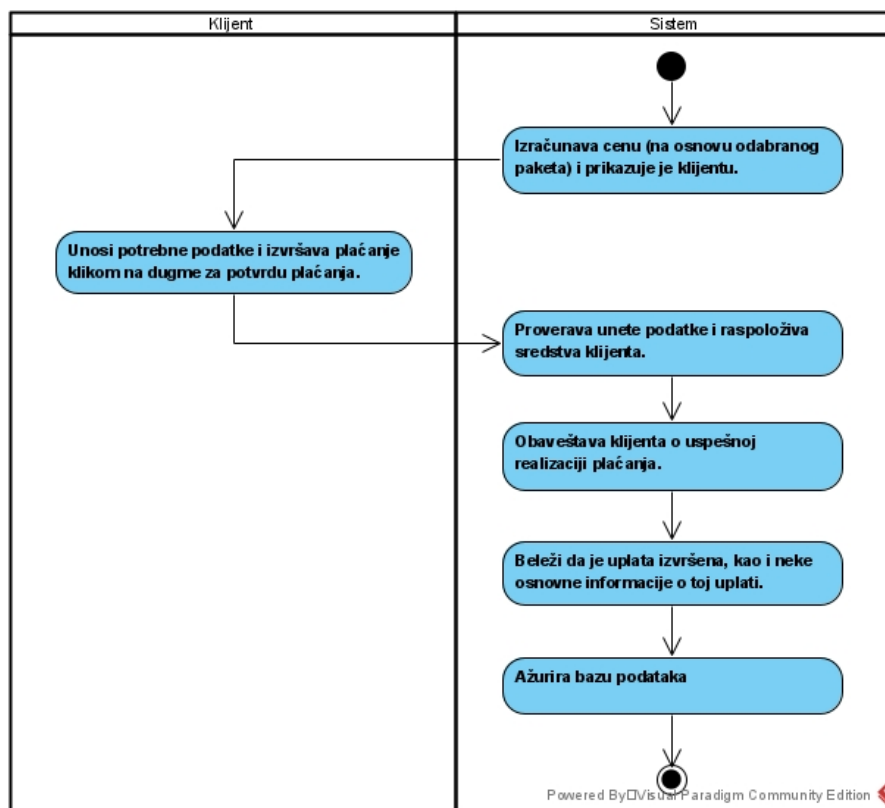 Klijent
Sistem
Izračunava cenu (na osnovu odabranog
paketa) i prikazuje je klijentu.
Unosi potrebne podatke i izvršava plaćanje
klikom na dugme za potvrdu plaćanja.
Proverava unete podatke i raspoloživa
sredstva klijenta.
Obaveštava klijenta o uspešnoj
realizaciji plaćanja.
Beleži da je uplata izvršena, kao i neke
osnovne informacije o toj uplati.
Ažurira bazu podataka
Powered By□Visual Paradigm Community Edition